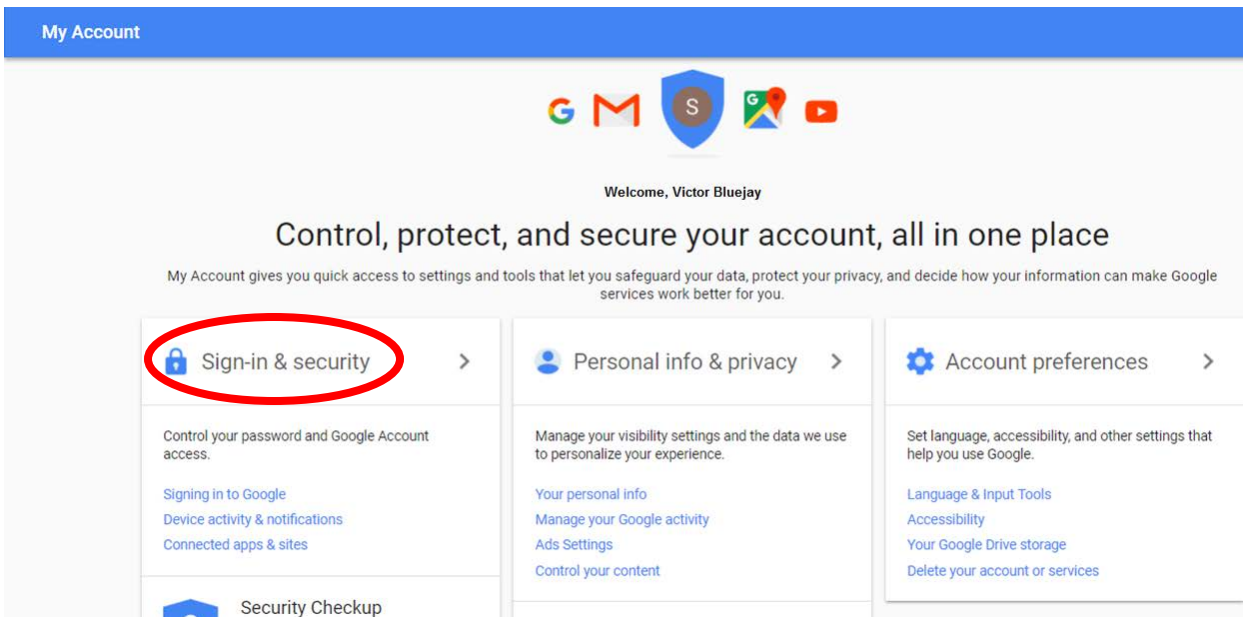 My Account
G
S
G
Welcome, Victor Bluejay
Control, protect, and secure your account, all in one place
My Account gives you quick access to settings and tools that let you safeguard your data, protect your privacy, and decide how your information can make Google
services work better for you.
Sign-in & security
Control your password and Google Account
access.
Signing in to Google
Device activity & notifications
Connected apps & sites
Security Checkup
Personal info & privacy
Manage your visibility settings and the data we use
to personalize your experience.
Your personal info
Manage your Google activity
Ads Settings
Control your content
Account preferences
Set language, accessibility, and other settings that
help you use Google.
Language & Input Tools
Accessibility
Your Google Drive storage
Delete your account or services